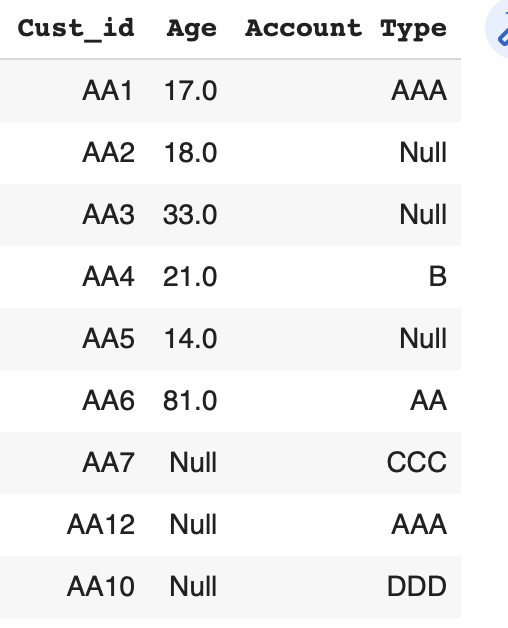 Cust_id Age Account Type
AA1 17.0 AAA
AA2 18.0 Null
AA3 33.0 Null
AA4 21.0 B
AA5 14.0 Null
AA6 81.0 AA
AA7 Null CCC
AA12 Null AAA
AA10 Null DDD